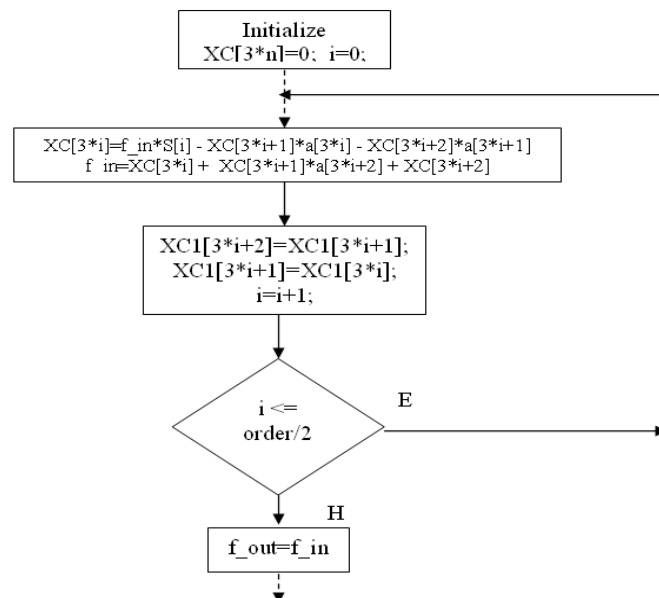 Initialize
XC[3*n]=0; i=0;
XC[3*i]=f_in*S[i] - XC[3*i+1]*a[3*i] - XC[3*i+2]*a[3*i+1]
f_in=XC[3*i] + XC[3*i+1]*a[3*i+2] + XC[3*i+2]
XC1[3*i+2]=XC1[3*i+1];
XC1[3*i+1]=XC1[3*i];
i=i+1;
i <=
order/2
E
H
f_out=f_in